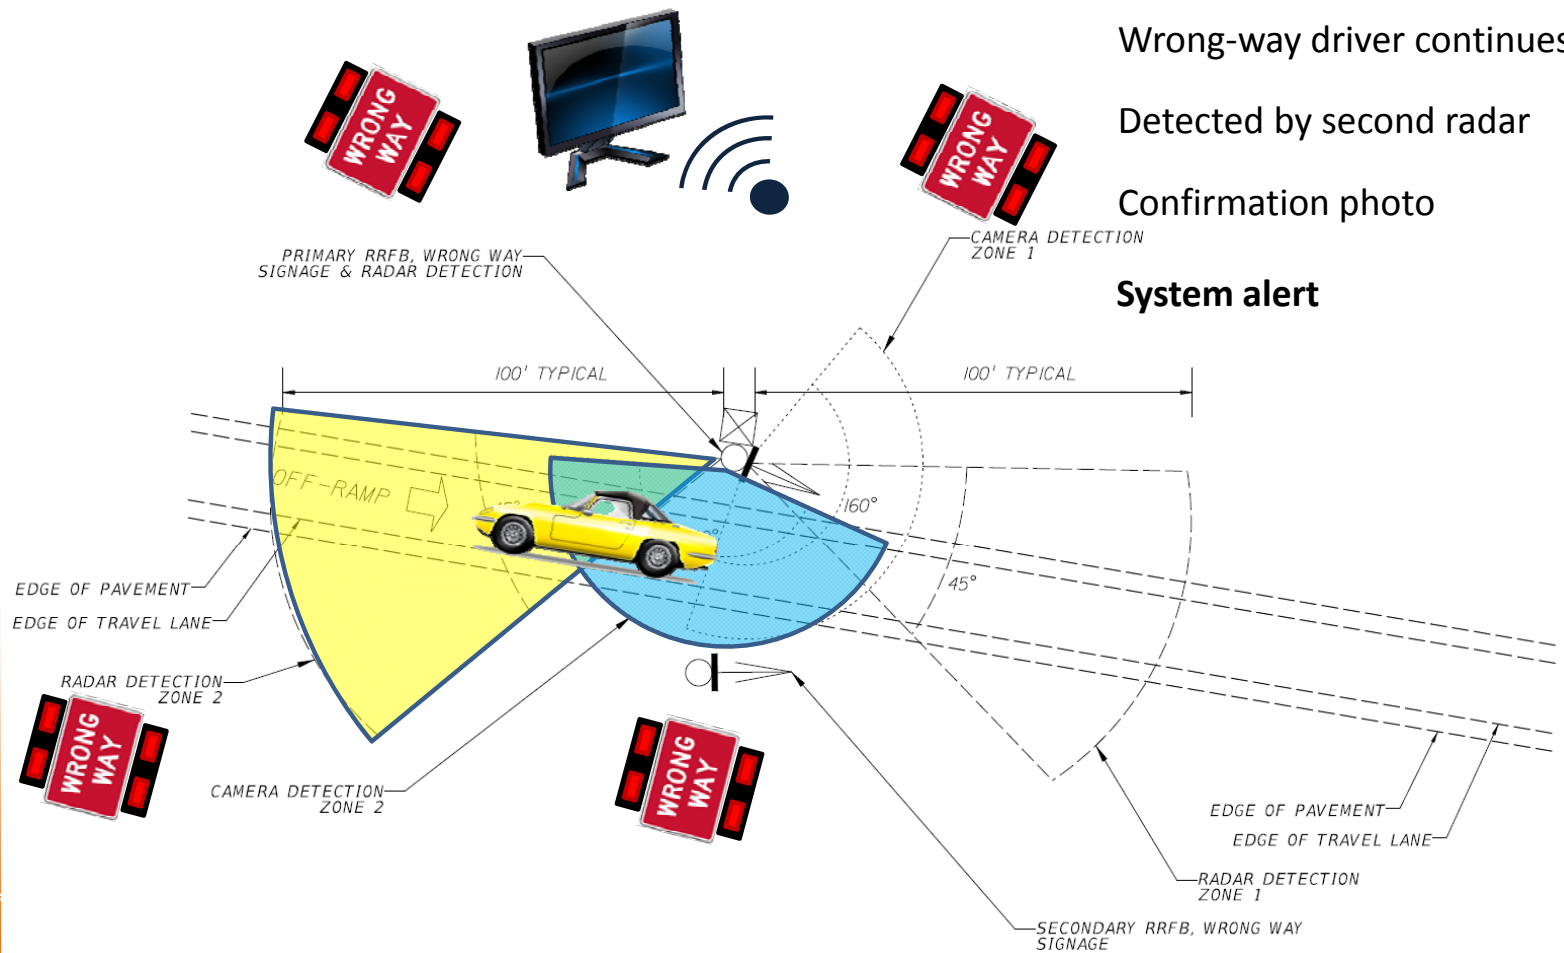 Wrong-way driver continues
Detected by second radar
Confirmation photo
System alert
WRONG
WAY
WRONG
WAY
PRIMARY RRFB, WRONG WAY
SIGNAGE & RADAR DETECTION
CAMERA DETECTION
ZONE 1
100' TYPICAL
100' TYPICAL
OFF-RAMP
160°
45°
EDGE OF PAVEMENT
EDGE OF TRAVEL LANE
RADAR DETECTION
ZONE 2
WRONG
WAY
CAMERA DETECTION
ZONE 2
WRONG
WAY
EDGE OF PAVEMENT
EDGE OF TRAVEL LANE
RADAR DETECTION
ZONE 1
SECONDARY RRFB, WRONG WAY
SIGNAGE